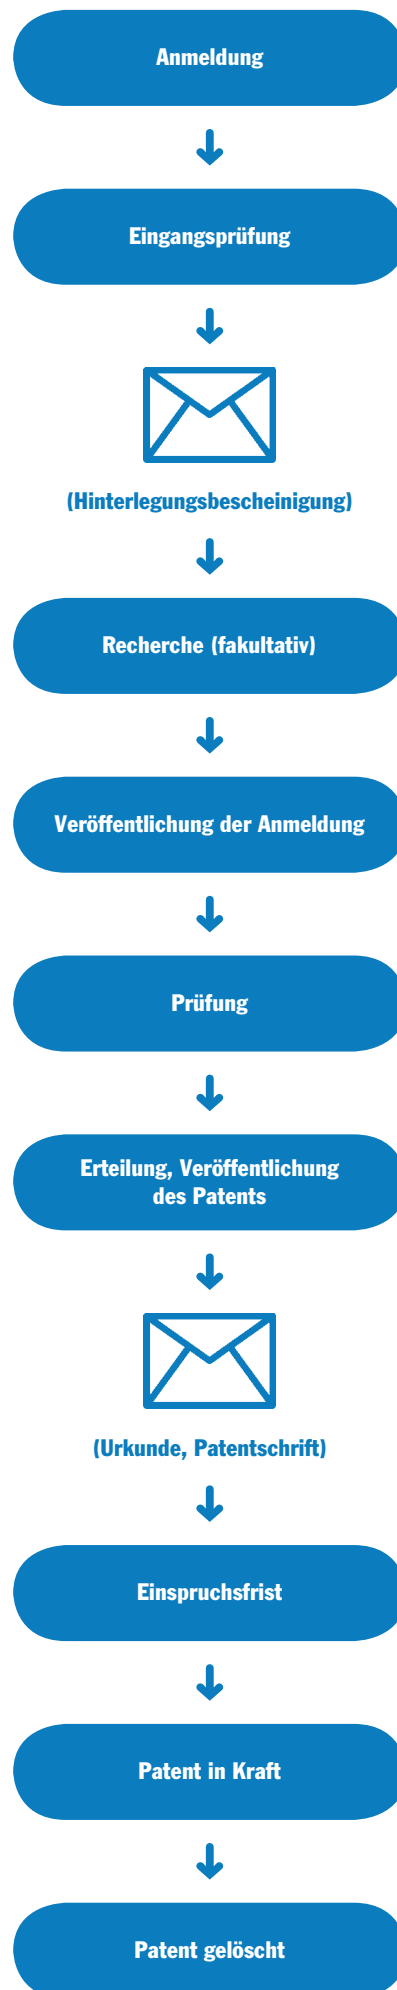 Anmeldung
Eingangsprüfung
(Hinterlegungsbescheinigung)
Recherche (fakultativ)
Veröffentlichung der Anmeldung
Prüfung
Erteilung, Veröffentlichung
des Patents
(Urkunde, Patentschrift)
Einspruchsfrist
Patent in Kraft
Patent gelöscht